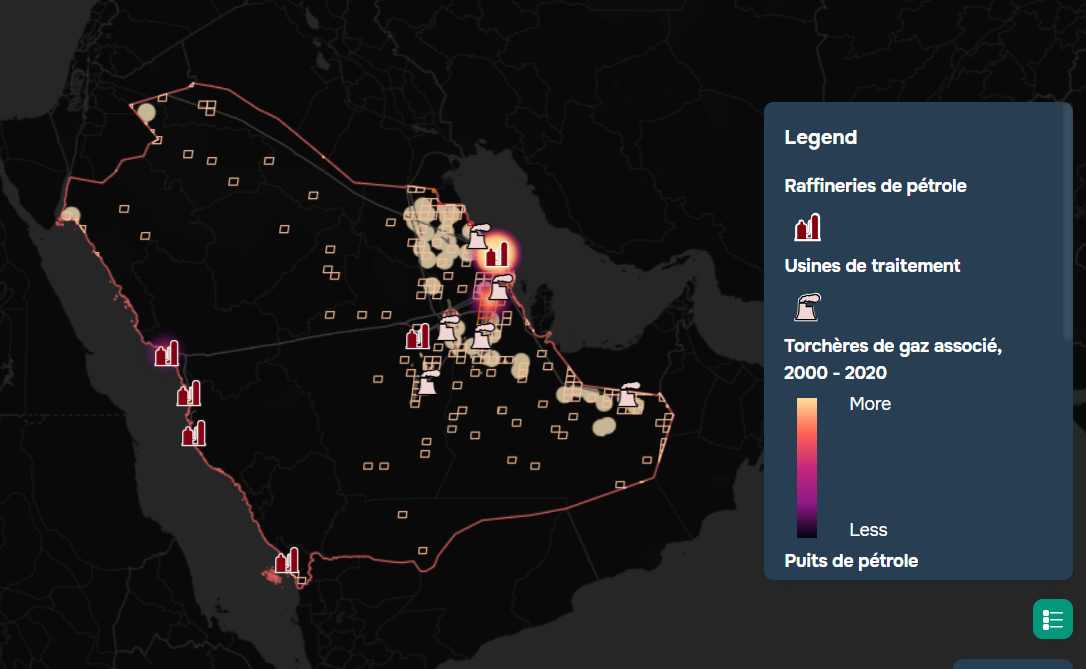 Legend
Raffineries de pétrole
Usines de traitement
Torchères de gaz associé,
2000 - 2020
More
Less
Puits de pétrole